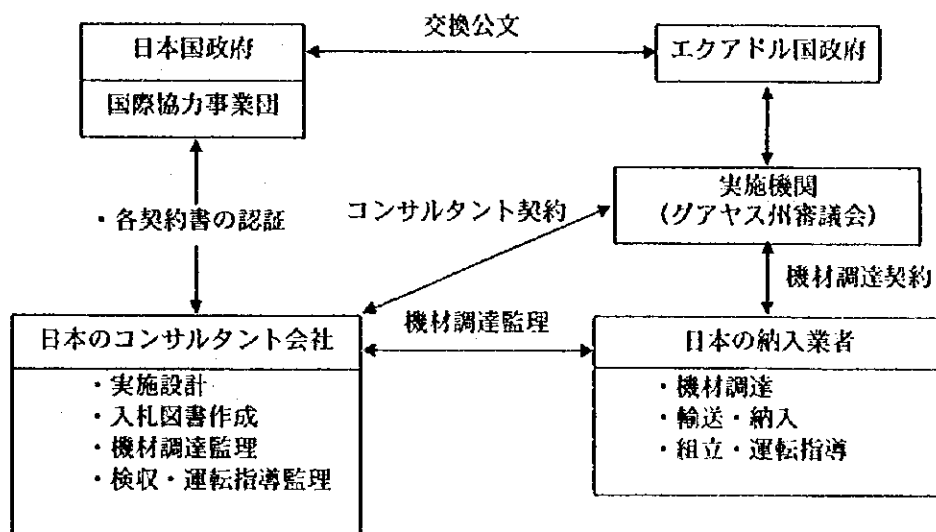 交換公文
日本国政府
国際協力事業団
エクアドル国政府
実施機関
(グアヤス州審議会)
・各契約書の認証
コンサルタント契約
機材調達契約
機材調達監理
日本のコンサルタント会社
・実施設計
・入札図書作成
・機材調達監理
・検収・運転指導監理
日本の納入業者
・機材調達
・輸送・納入
・組立・運転指導